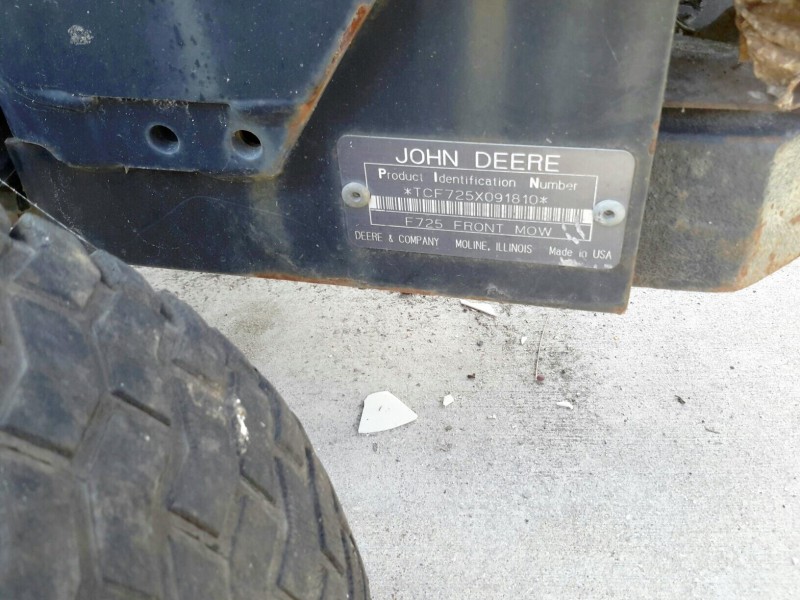 JOHN DEERE
Product Identification Number
*TCF725X091810*
F725 FRONT MOW
DEERE & COMPANY MOLINE, ILLINOIS Made in USA